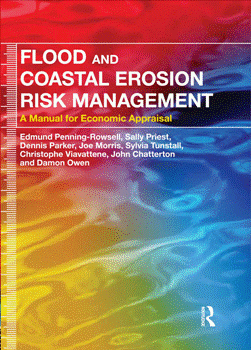 FLOOD AND
COASTAL EROSION
RISK MANAGEMENT
A Manual for Economic Appraisal
Edmund Penning-Rowsell, Sally Priest,
Dennis Parker, Joe Morris, Sylvia Tunstall,
Christophe Viavattene, John Chatterton
and Damon Owen
R